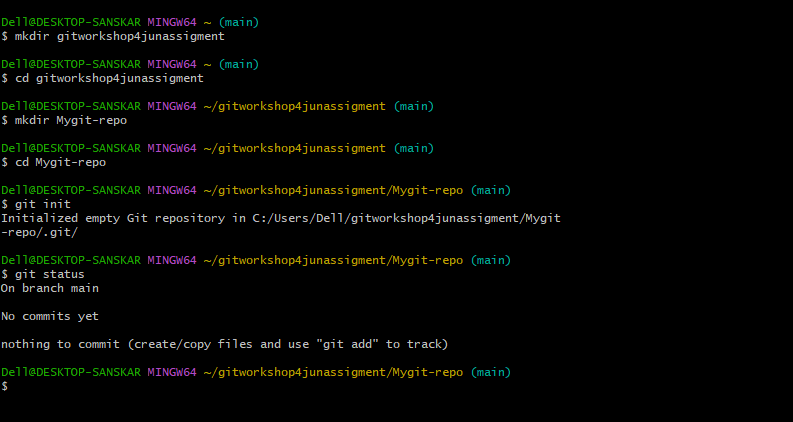 Dell@DESKTOP-SANSKAR MINGW64 ~ (main)
$ mkdir gitworkshop4junassigment
Dell@DESKTOP-SANSKAR MINGW64 ~ (main)
$ cd gitworkshop4junassigment
Dell@DESKTOP-SANSKAR MINGW64 ~/gitworkshop4junassigment (main)
$ mkdir Mygit-repo
Dell@DESKTOP-SANSKAR MINGW64 ~/gitworkshop4junassigment (main)
$ cd Mygit-repo
Dell@DESKTOP-SANSKAR MINGW64 ~/gitworkshop4junassigment/Mygit-repo (main)
$ git init
Initialized empty Git repository in C:/Users/Dell/gitworkshop4junassigment/Mygit
-repo/.git/
Dell@DESKTOP-SANSKAR MINGW64 ~/gitworkshop4junassigment/Mygit-repo (main)
$ git status
On branch main
No commits yet
nothing to commit (create/copy files and use "git add" to track)
Dell@DESKTOP-SANSKAR MINGW64 ~/gitworkshop4junassigment/Mygit-repo (main)
$